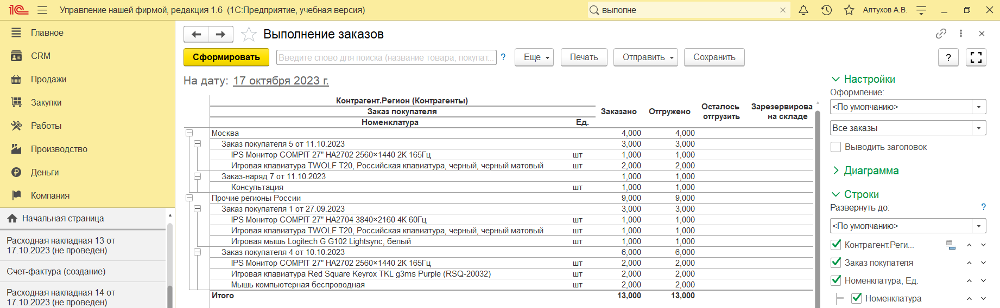 1С Управление нашей фирмой, редакция 1.6 (1С:Предприятие, учебная версия) выполне Алтухов А.В.
Главное
CRM
Продажи
Закупки
Работы
Производство
Деньги
Компания
Начальная страница
Расходная накладная 13 от
17.10.2023 (не проведен)
Счет-фактура (создание)
Расходная накладная 14 от
17.10.2023 (не проведен)
Выполнение заказов
Сформировать Введите слово для поиска (название товара, покупат... ? Еще Печать Отправить Сохранить ?
На дату: 17 октября 2023 г.
Контрагент.Регион (Контрагенты)
Заказ покупателя
Номенклатура Ед.
Заказано Отгружено Осталось отгрузить Зарезервирова на складе
Москва 4,000 4,000
Заказ покупателя 5 от 11.10.2023 3,000 3,000
IPS Монитор COMPIT 27" HA2702 2560×1440 2К 165Гц шт 1,000 1,000
Игровая клавиатура TWOLF T20, Российская клавиатура, черный, черный матовый шт 2,000 2,000
Заказ-наряд 7 от 11.10.2023 1,000 1,000
Консультация шт 1,000 1,000
Прочие регионы России 9,000 9,000
Заказ покупателя 1 от 27.09.2023 3,000 3,000
IPS Монитор COMPIT 27" HA2704 3840×2160 4К 60Гц шт 1,000 1,000
Игровая клавиатура TWOLF T20, Российская клавиатура, черный, черный матовый шт 1,000 1,000
Игровая мышь Logitech G G102 Lightsync, белый шт 1,000 1,000
Заказ покупателя 4 от 10.10.2023 6,000 6,000
IPS Монитор COMPIT 27" HA2702 2560×1440 2К 165Гц шт 2,000 2,000
Игровая клавиатура Red Square Keyrox TKL g3ms Purple (RSQ-20032) шт 2,000 2,000
Мышь компьютерная беспроводная шт 2,000 2,000
Итого 13,000 13,000
Настройки
Оформление:
<По умолчанию>
Все заказы
Выводить заголовок
Диаграмма
Строки
Развернуть до: ?
<По умолчанию>
Контрагент.Реги...
Заказ покупателя
Номенклатура, Ед.
Номенклатура